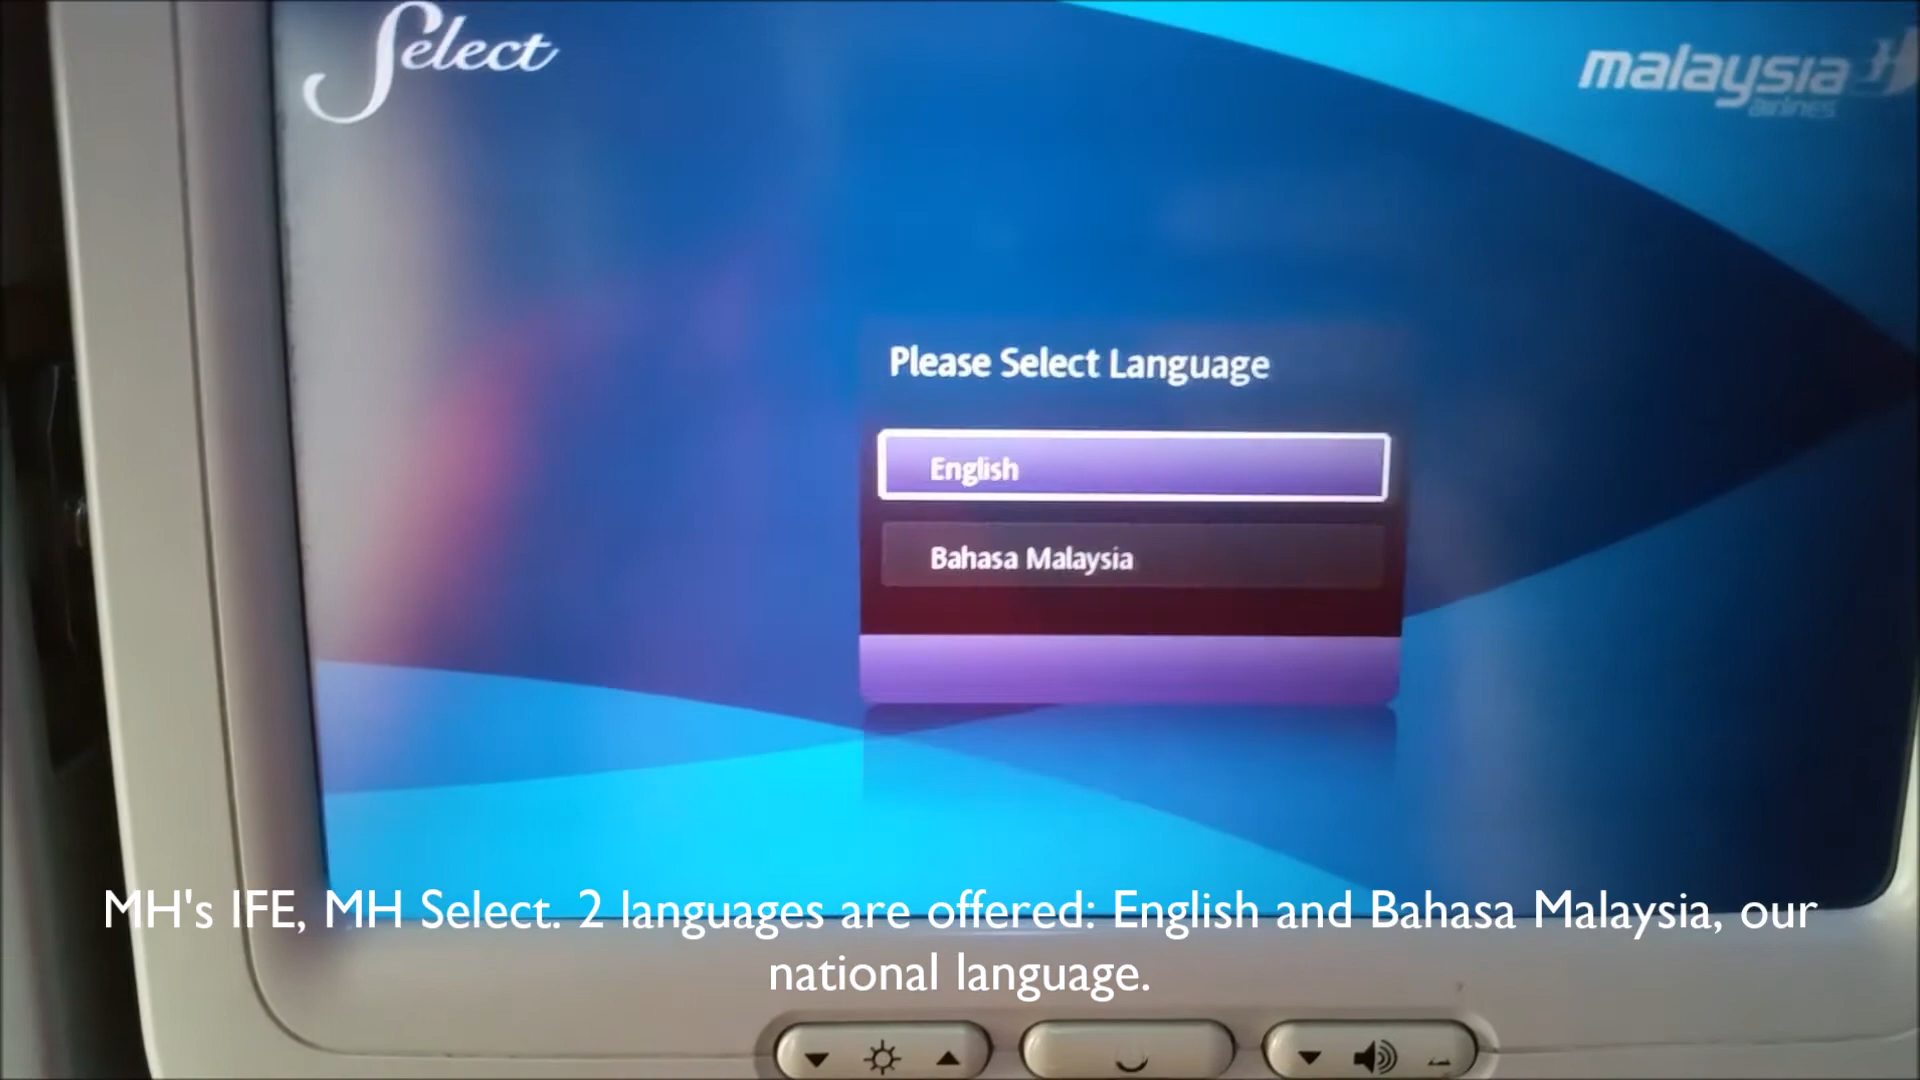 Select
malaysia
airlines
Please Select Language
English
Bahasa Malaysia
MH's IFE, MH Select. 2 languages are offered: English and Bahasa Malaysia, our
national language.